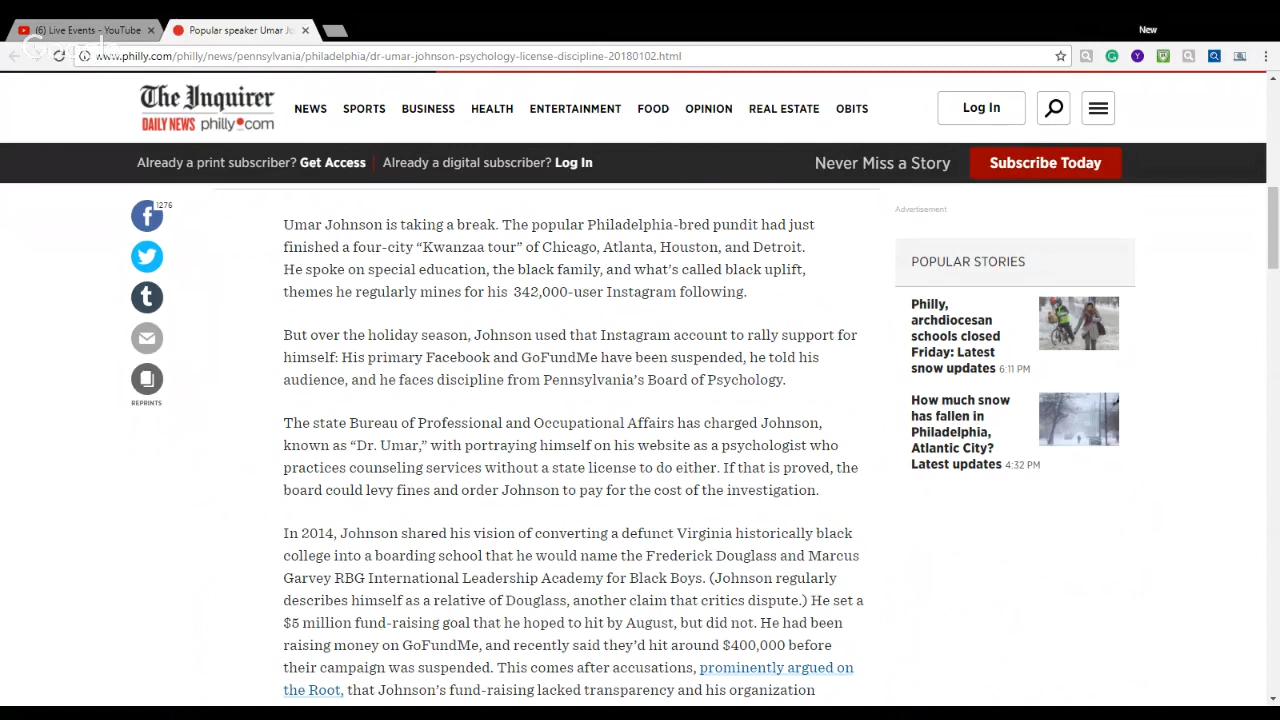 (6) Live Events - YouTube
Popular speaker Umar Jo
New
www.philly.com/philly/news/pennsylvania/philadelphia/dr-umar-johnson-psychology-license-discipline-20180102.html
The Inquirer
DAILY NEWS philly.com
NEWS SPORTS BUSINESS HEALTH ENTERTAINMENT FOOD OPINION REAL ESTATE OBITS
Log In
Already a print subscriber? Get Access
Already a digital subscriber? Log In
Never Miss a Story
Subscribe Today
1276
REPRINTS
Umar Johnson is taking a break. The popular Philadelphia-bred pundit had just
finished a four-city “Kwanzaa tour” of Chicago, Atlanta, Houston, and Detroit.
He spoke on special education, the black family, and what’s called black uplift,
themes he regularly mines for his 342,000-user Instagram following.
But over the holiday season, Johnson used that Instagram account to rally support for
himself: His primary Facebook and GoFundMe have been suspended, he told his
audience, and he faces discipline from Pennsylvania’s Board of Psychology.
The state Bureau of Professional and Occupational Affairs has charged Johnson,
known as “Dr. Umar,” with portraying himself on his website as a psychologist who
practices counseling services without a state license to do either. If that is proved, the
board could levy fines and order Johnson to pay for the cost of the investigation.
In 2014, Johnson shared his vision of converting a defunct Virginia historically black
college into a boarding school that he would name the Frederick Douglass and Marcus
Garvey RBG International Leadership Academy for Black Boys. (Johnson regularly
describes himself as a relative of Douglass, another claim that critics dispute.) He set a
$5 million fund-raising goal that he hoped to hit by August, but did not. He had been
raising money on GoFundMe, and recently said they’d hit around $400,000 before
their campaign was suspended. This comes after accusations, prominently argued on
the Root, that Johnson’s fund-raising lacked transparency and his organization
Advertisement
POPULAR STORIES
Philly,
archdiocesan
schools closed
Friday: Latest
snow updates 6:11 PM
How much snow
has fallen in
Philadelphia,
Atlantic City?
Latest updates 4:32 PM